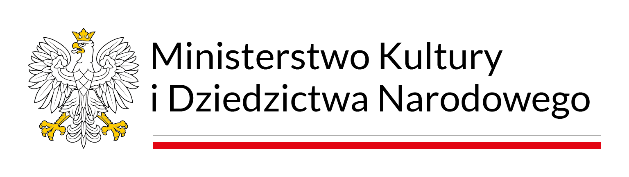 Ministerstwo Kultury
i Dziedzictwa Narodowego